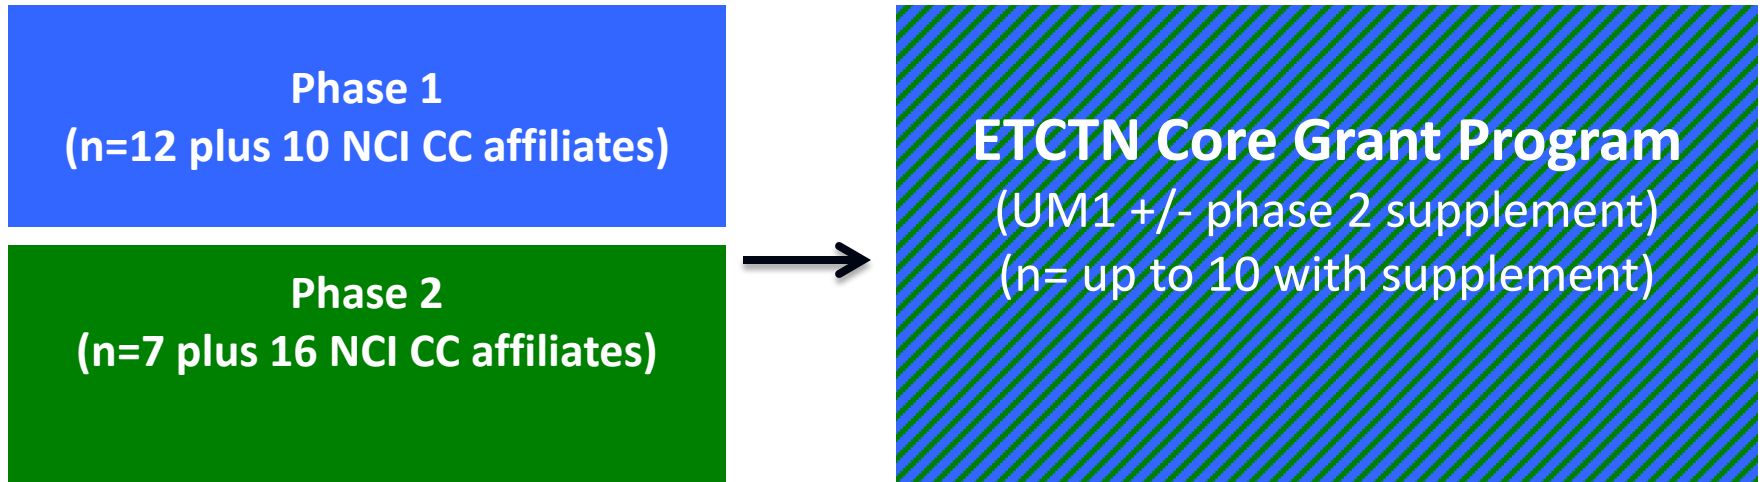 Phase 1
(n=12 plus 10 NCI CC affiliates)
Phase 2
(n=7 plus 16 NCI CC affiliates)
ETCTN Core Grant Program
(UM1 +/- phase 2 supplement)
(n= up to 10 with supplement)